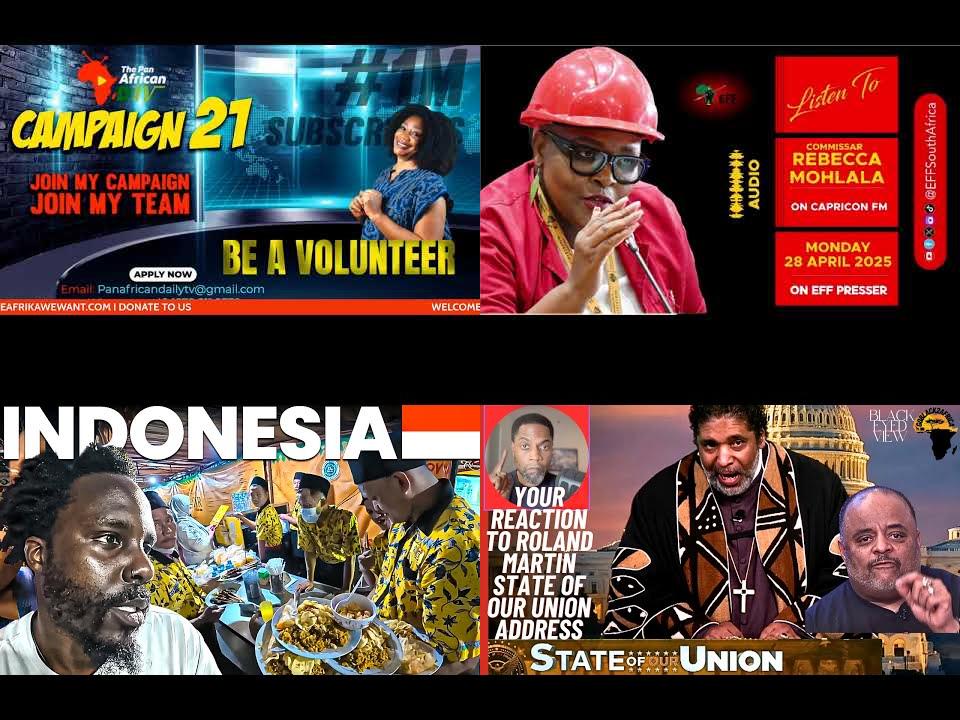 The Pan
African
DTV
CAMPAIGN 21
#1M
SUBSCRIBERS
JOIN MY CAMPAIGN
JOIN MY TEAM
BE A VOLUNTEER
APPLY NOW
Email: Panafricandailytv@gmail.com
EAFRIKAWEWANT.COM I DONATE TO US
WELCOME
EFF
AUDIO
Listen To
COMMISSAR
REBECCA
MOHLALA
ON CAPRICON FM
MONDAY
28 APRIL 2025
ON EFF PRESSER
@EFFSouthAfrica
INDONESIA
BLACK
EYED
VIEW
YOUR
REACTION
TO ROLAND
MARTIN
STATE OF
OUR UNION
ADDRESS
STATE OF OUR UNION